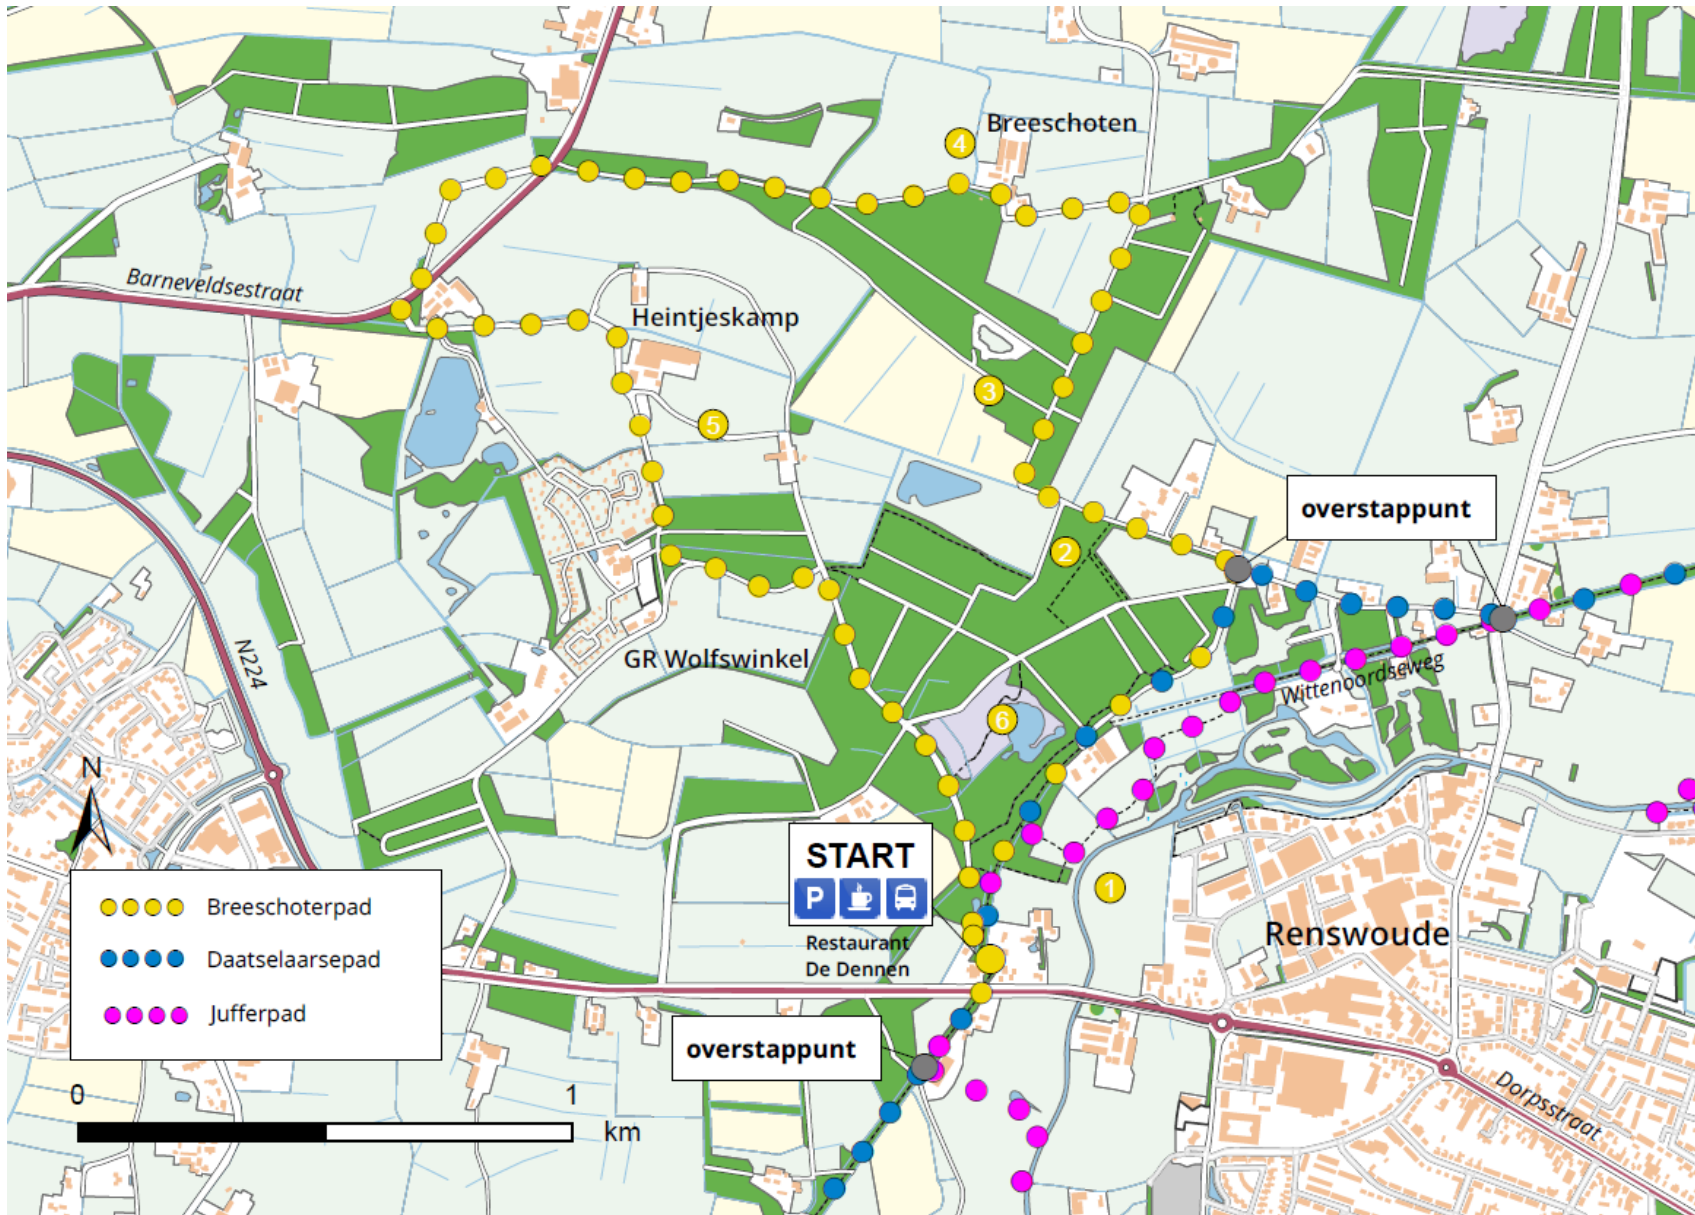 Breeschoten
4
Barneveldsestraat
Heintjeskamp
3
5
overstappunt
2
N224
GR Wolfswinkel
Wittenoordseweg
6
N
START
P
1
Restaurant
De Dennen
Renswoude
Breeschoterpad
Daatselaarsepad
Jufferpad
overstappunt
0 1
km
Dorpsstraat